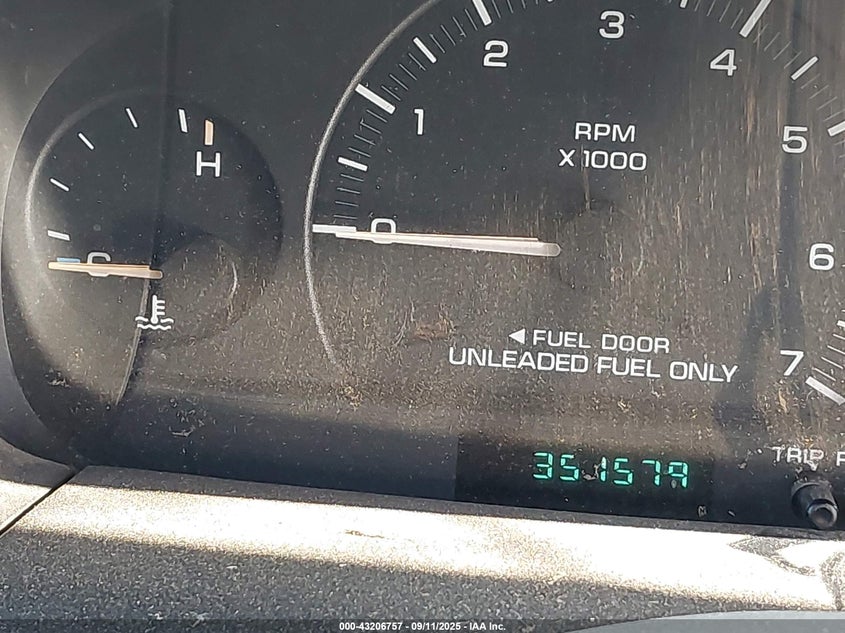 3
2
4
1
RPM
X 1000
5
H
0
6
C
◄ FUEL DOOR
UNLEADED FUEL ONLY
7
TRIP
351579
000-43206757 - 09/11/2025 - IAA Inc.